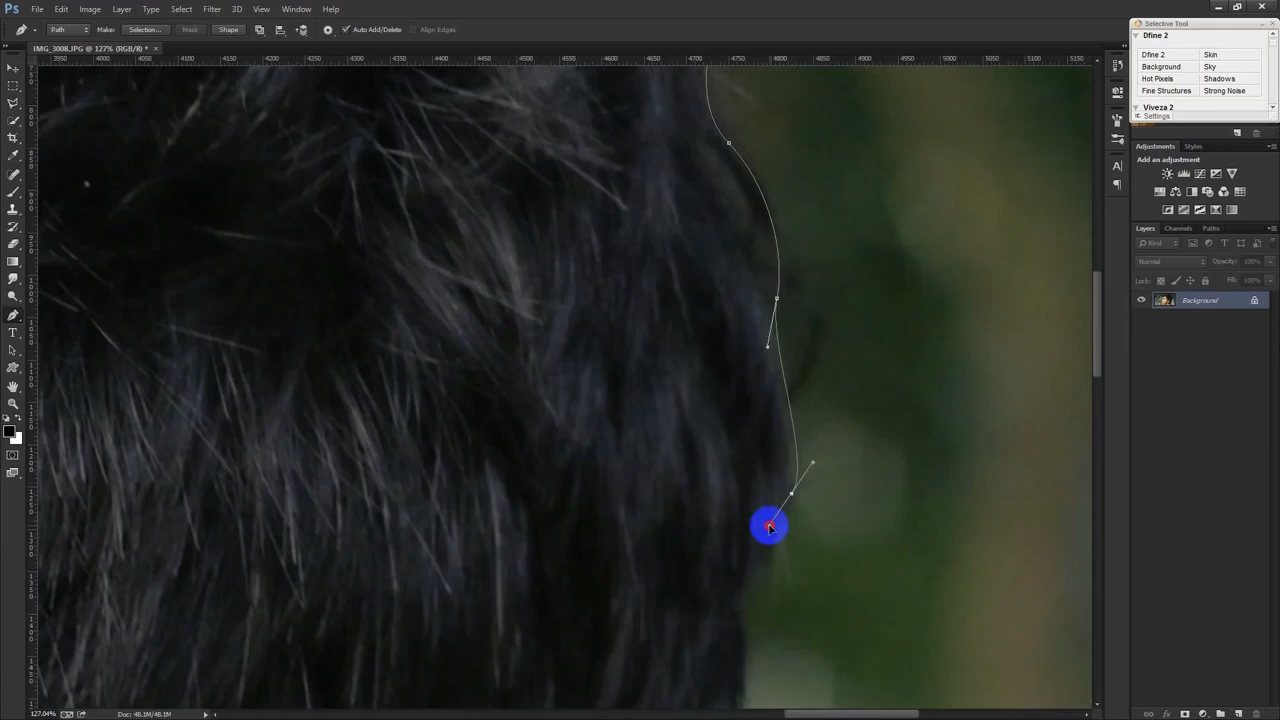 Ps File Edit Image Layer Type Select Filter 3D View Window Help
Path Make: Selection... Mask Shape Auto Add/Delete Align Edges
IMG_3008.JPG @ 127% (RGB/8) * ×
3950 4000 4050 4100 4150 4200 4250 4300 4350 4400 4450 4500 4550 4600 4650 4700 4750 4800 4850 4900 4950 5000 5050 5100 5150
Selective Tool
Dfine 2
Dfine 2 Skin
Background Sky
Hot Pixels Shadows
Fine Structures Strong Noise
Viveza 2
Settings
Adjustments Styles
Add an adjustment
Layers Channels Paths
Kind
Normal Opacity: 100%
Lock: Fill: 100%
Background
127.04% Doc: 48.1M/48.1M